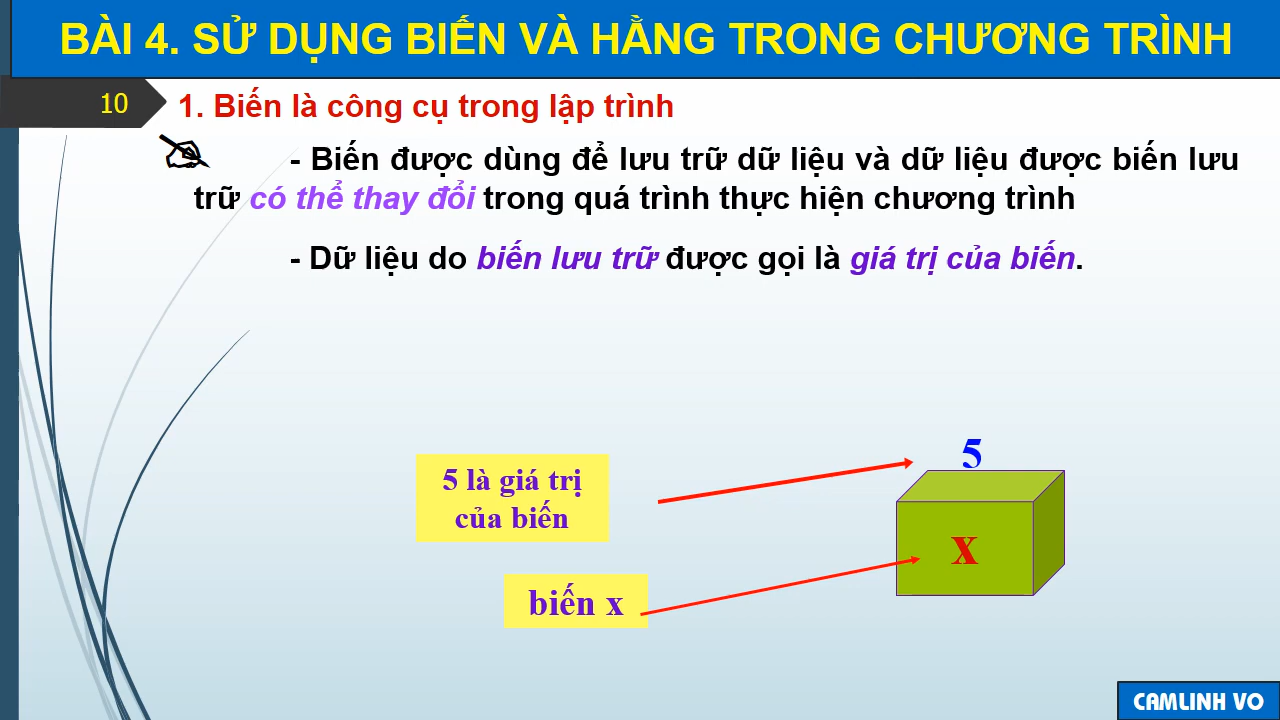 BÀI 4. SỬ DỤNG BIẾN VÀ HẰNG TRONG CHƯƠNG TRÌNH
10
1. Biến là công cụ trong lập trình
- Biến được dùng để lưu trữ dữ liệu và dữ liệu được biến lưu
trữ có thể thay đổi trong quá trình thực hiện chương trình
- Dữ liệu do biến lưu trữ được gọi là giá trị của biến.
5
5 là giá trị
của biến
x
biến x
CAMLINH VO